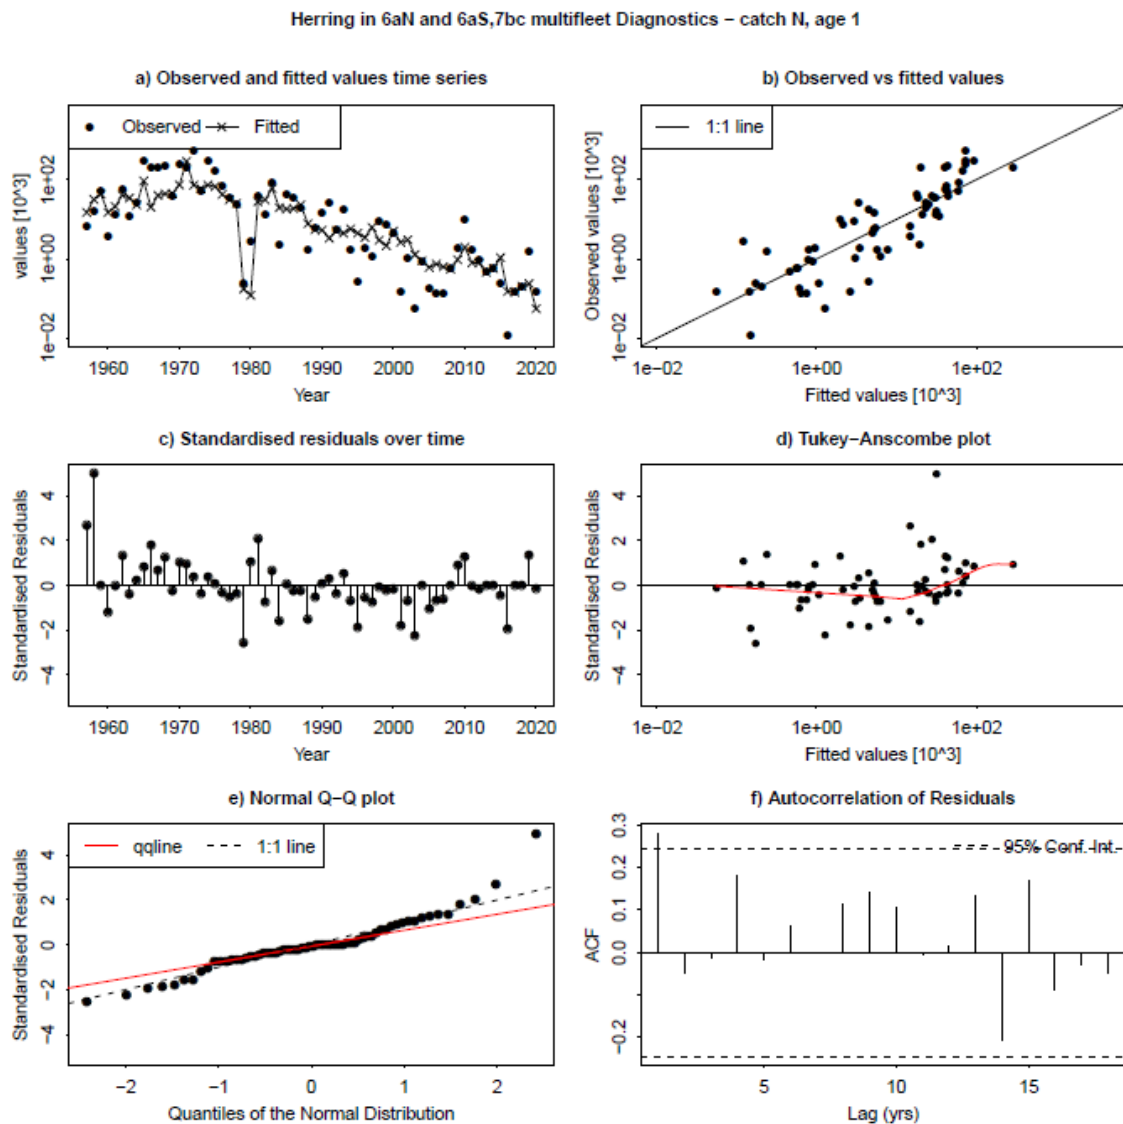 Herring in 6aN and 6aS,7bc multifleet Diagnostics − catch N, age 1
a) Observed and fitted values time series
Observed
Fitted
values [10^3]
1e+02
1e+00
1e−02
1960 1970 1980 1990 2000 2010 2020
Year
b) Observed vs fitted values
1:1 line
Observed values [10^3]
1e+02
1e+00
1e−02
1e−02 1e+00 1e+02
Fitted values [10^3]
c) Standardised residuals over time
Standardised Residuals
4
2
0
−2
−4
1960 1970 1980 1990 2000 2010 2020
Year
d) Tukey−Anscombe plot
Standardised Residuals
4
2
0
−2
−4
1e−02 1e+00 1e+02
Fitted values [10^3]
e) Normal Q−Q plot
qqline
1:1 line
Standardised Residuals
4
2
0
−2
−4
−2 −1 0 1 2
Quantiles of the Normal Distribution
f) Autocorrelation of Residuals
95% Conf. Int.
ACF
0.3
0.2
0.1
0.0
−0.2
5 10 15
Lag (yrs)